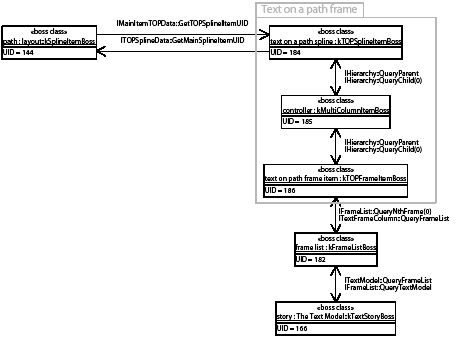 Text on a path frame
IMainItemTOPData::GetTOPSplineItemUID
«boss class»
path : layout::kSplineItemBoss
UID = 144
ITOPSplineData::GetMainSplineItemUID
«boss class»
text on a path spline : kTOPSplineItemBoss
UID = 184
IHierarchy::QueryParent
IHierarchy::QueryChild(0)
«boss class»
controller : kMultiColumnItemBoss
UID = 185
IHierarchy::QueryParent
IHierarchy::QueryChild(0)
«boss class»
text on path frame item : kTOPFrameItemBoss
UID = 186
IFrameList::QueryNthFrame(0)
ITextFrameColumn::QueryFrameList
«boss class»
frame list : kFrameListBoss
UID = 182
ITextModel::QueryFrameList
IFrameList::QueryTextModel
«boss class»
story : The Text Model::kTextStoryBoss
UID = 166